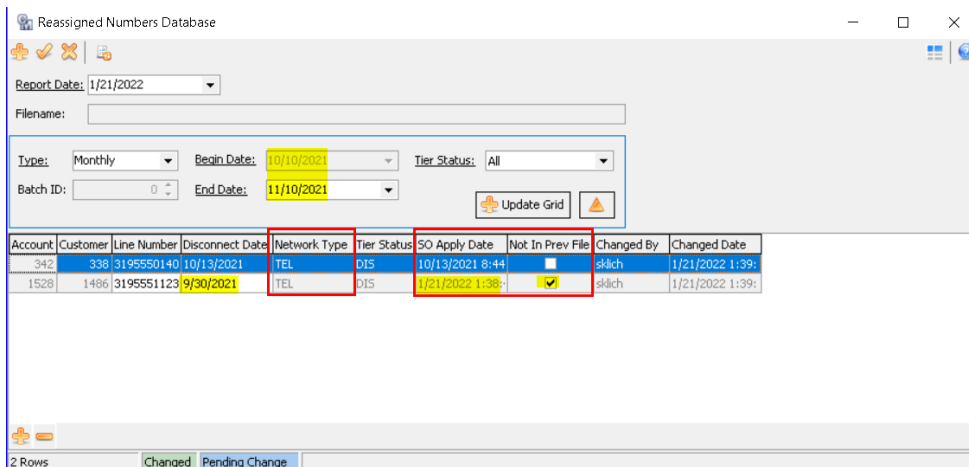 Reassigned Numbers Database
Report Date: 1/21/2022
Filename:
Type: Monthly Begin Date: 10/10/2021 Tier Status: All
Batch ID: 0 End Date: 11/10/2021 Update Grid
Account Customer Line Number Disconnect Date Network Type Tier Status SO Apply Date Not In Prev File Changed By Changed Date
342 338 3195550140 10/13/2021 TEL DIS 10/13/2021 8:44 sklich 1/21/2022 1:39:
1528 1486 3195551123 9/30/2021 TEL DIS 1/21/2022 1:38: sklich 1/21/2022 1:39:
2 Rows Changed Pending Change